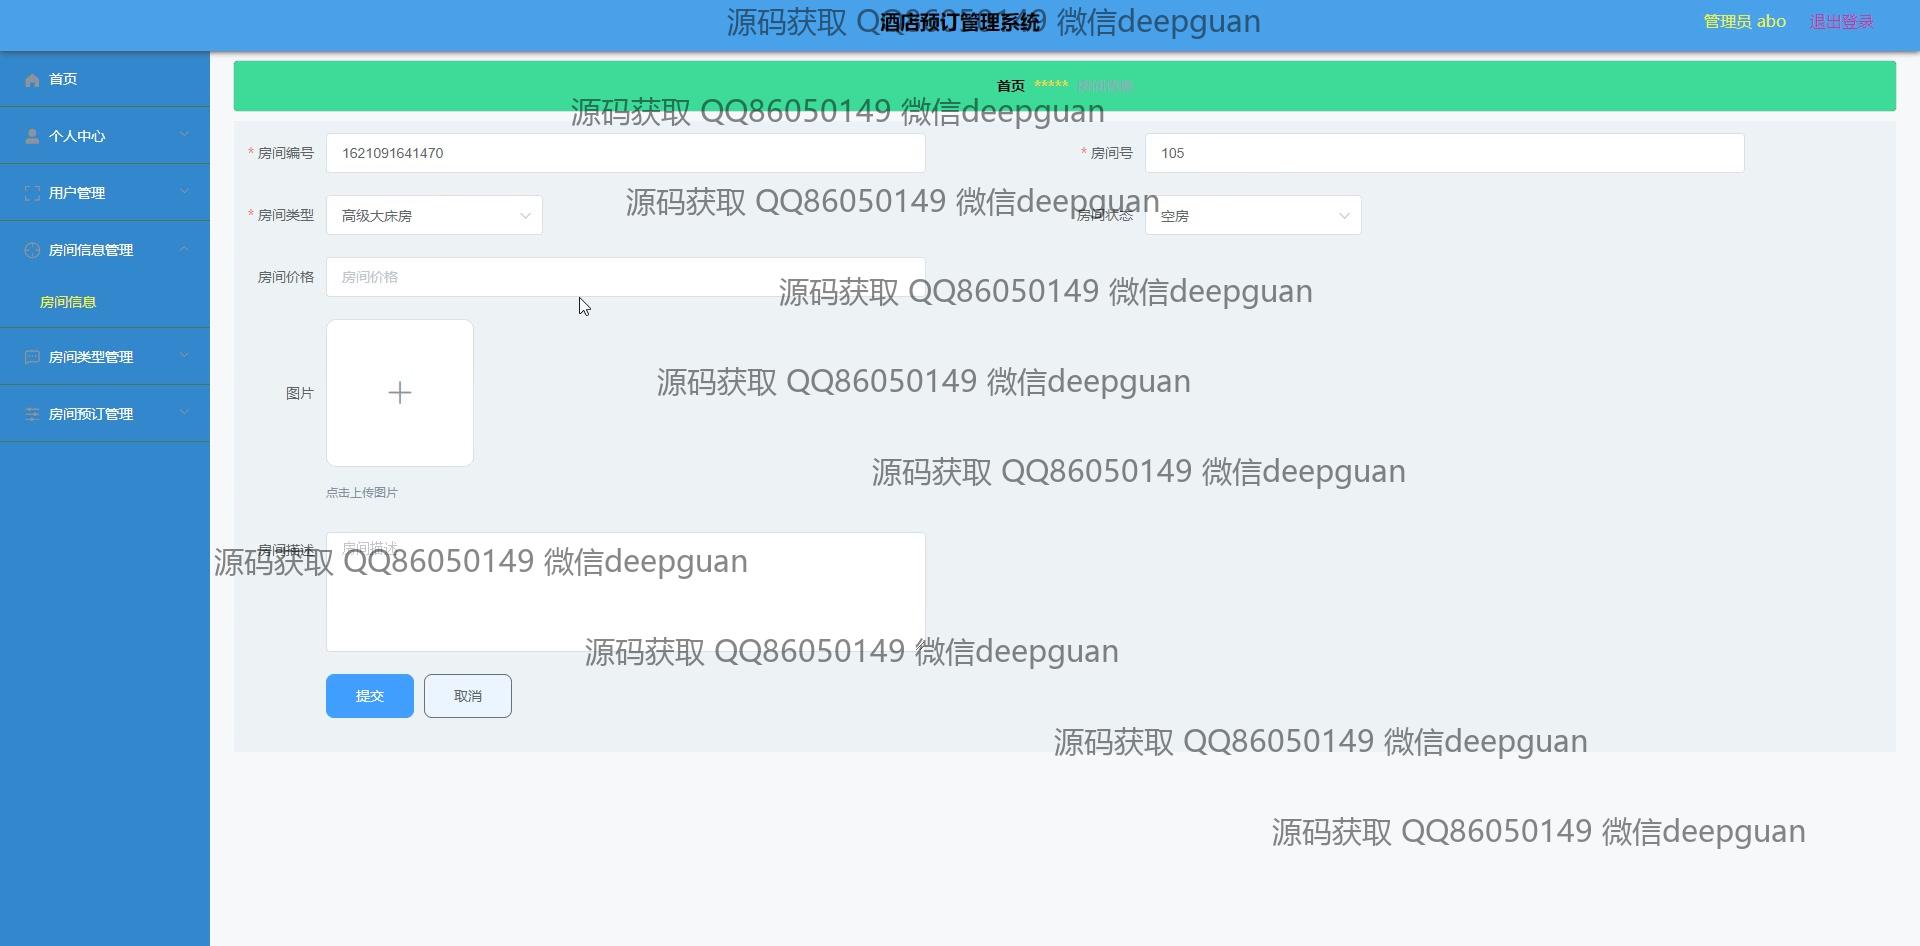 源码获取 QQ86050149 微信deepguan
酒店预订管理系统
管理员 abo
退出登录
首页
个人中心
用户管理
房间信息管理
房间信息
房间类型管理
房间预订管理
首页 ***** 房间信息
源码获取 QQ86050149 微信deepguan
* 房间编号 1621091641470
* 房间号 105
源码获取 QQ86050149 微信deepguan
* 房间类型 高级大床房
房间状态 空房
房间价格 房间价格
源码获取 QQ86050149 微信deepguan
源码获取 QQ86050149 微信deepguan
图片
源码获取 QQ86050149 微信deepguan
点击上传图片
房间描述 房间描述
源码获取 QQ86050149 微信deepguan
源码获取 QQ86050149 微信deepguan
提交 取消
源码获取 QQ86050149 微信deepguan
源码获取 QQ86050149 微信deepguan